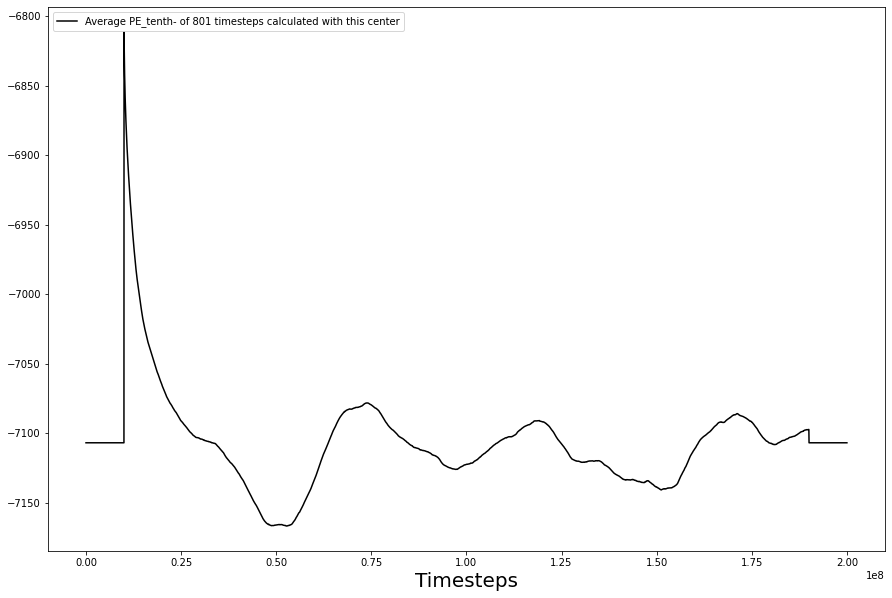 Average PE_tenth- of 801 timesteps calculated with this center
−6800
−6850
−6900
−6950
−7000
−7050
−7100
−7150
0.00 0.25 0.50 0.75 1.00 1.25 1.50 1.75 2.00
1e8
Timesteps